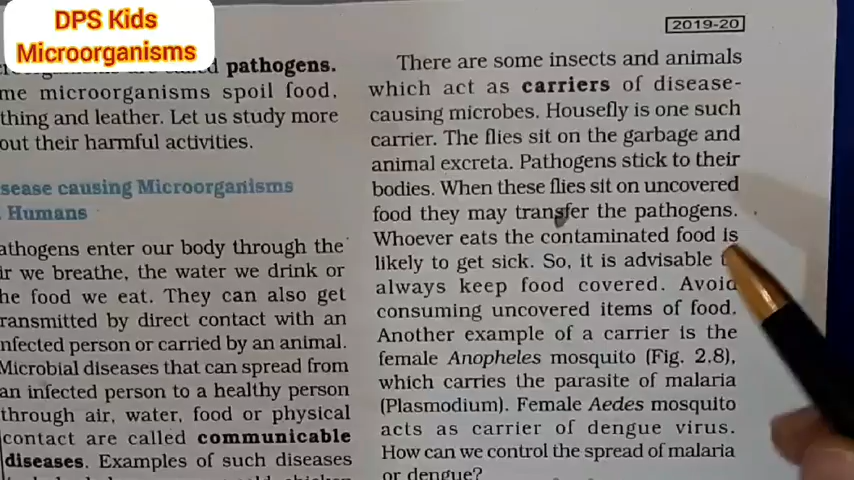 DPS Kids
Microorganisms
2019-20
called pathogens.
me microorganisms spoil food,
thing and leather. Let us study more
out their harmful activities.
sease causing Microorganisms
Humans
athogens enter our body through the
ir we breathe, the water we drink or
he food we eat. They can also get
ransmitted by direct contact with an
nfected person or carried by an animal.
Microbial diseases that can spread from
an infected person to a healthy person
through air, water, food or physical
contact are called communicable
diseases. Examples of such diseases
There are some insects and animals
which act as carriers of disease-
causing microbes. Housefly is one such
carrier. The flies sit on the garbage and
animal excreta. Pathogens stick to their
bodies. When these flies sit on uncovered
food they may transfer the pathogens.
Whoever eats the contaminated food is
likely to get sick. So, it is advisable
always keep food covered. Avoid
consuming uncovered items of food.
Another example of a carrier is the
female Anopheles mosquito (Fig. 2.8),
which carries the parasite of malaria
(Plasmodium). Female Aedes mosquito
acts as carrier of dengue virus.
How can we control the spread of malaria
or dengue?